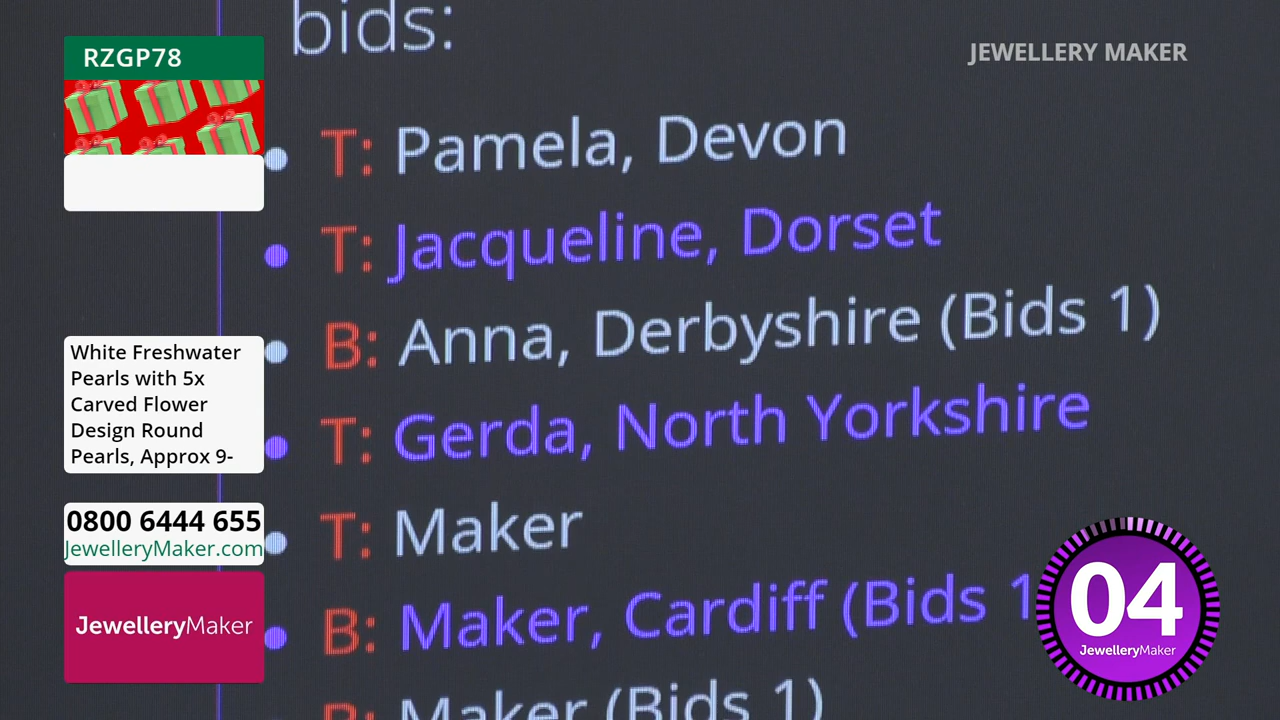 bids:
RZGP78
JEWELLERY MAKER
T: Pamela, Devon
T: Jacqueline, Dorset
B: Anna, Derbyshire (Bids 1)
T: Gerda, North Yorkshire
T: Maker
B: Maker, Cardiff (Bids 1
B: Maker (Bids 1)
White Freshwater
Pearls with 5x
Carved Flower
Design Round
Pearls, Approx 9-
0800 6444 655
JewelleryMaker.com
JewelleryMaker
04
JewelleryMaker